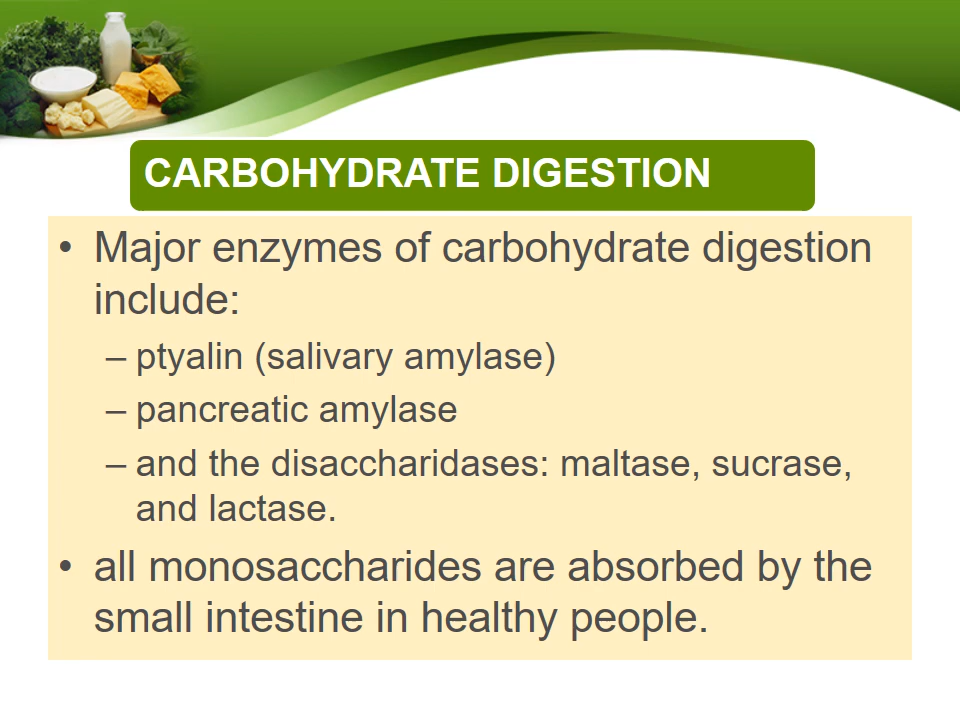 CARBOHYDRATE DIGESTION
• Major enzymes of carbohydrate digestion
include:
– ptyalin (salivary amylase)
– pancreatic amylase
– and the disaccharidases: maltase, sucrase,
and lactase.
• all monosaccharides are absorbed by the
small intestine in healthy people.